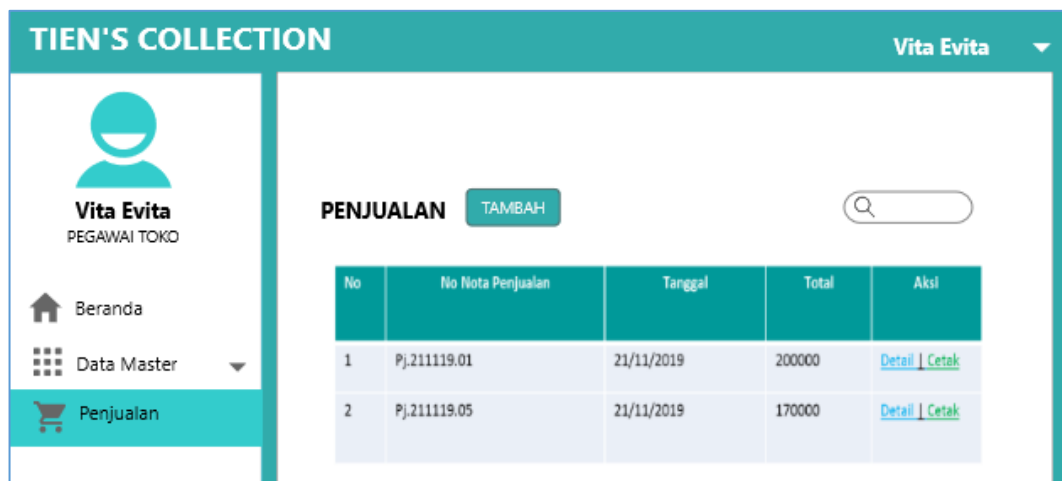 TIEN'S COLLECTION
Vita Evita
Vita Evita
PEGAWAI TOKO
Beranda
Data Master
Penjualan
PENJUALAN TAMBAH
No No Nota Penjualan Tanggal Total Aksi
1 Pj.211119.01 21/11/2019 200000 Detail | Cetak
2 Pj.211119.05 21/11/2019 170000 Detail | Cetak